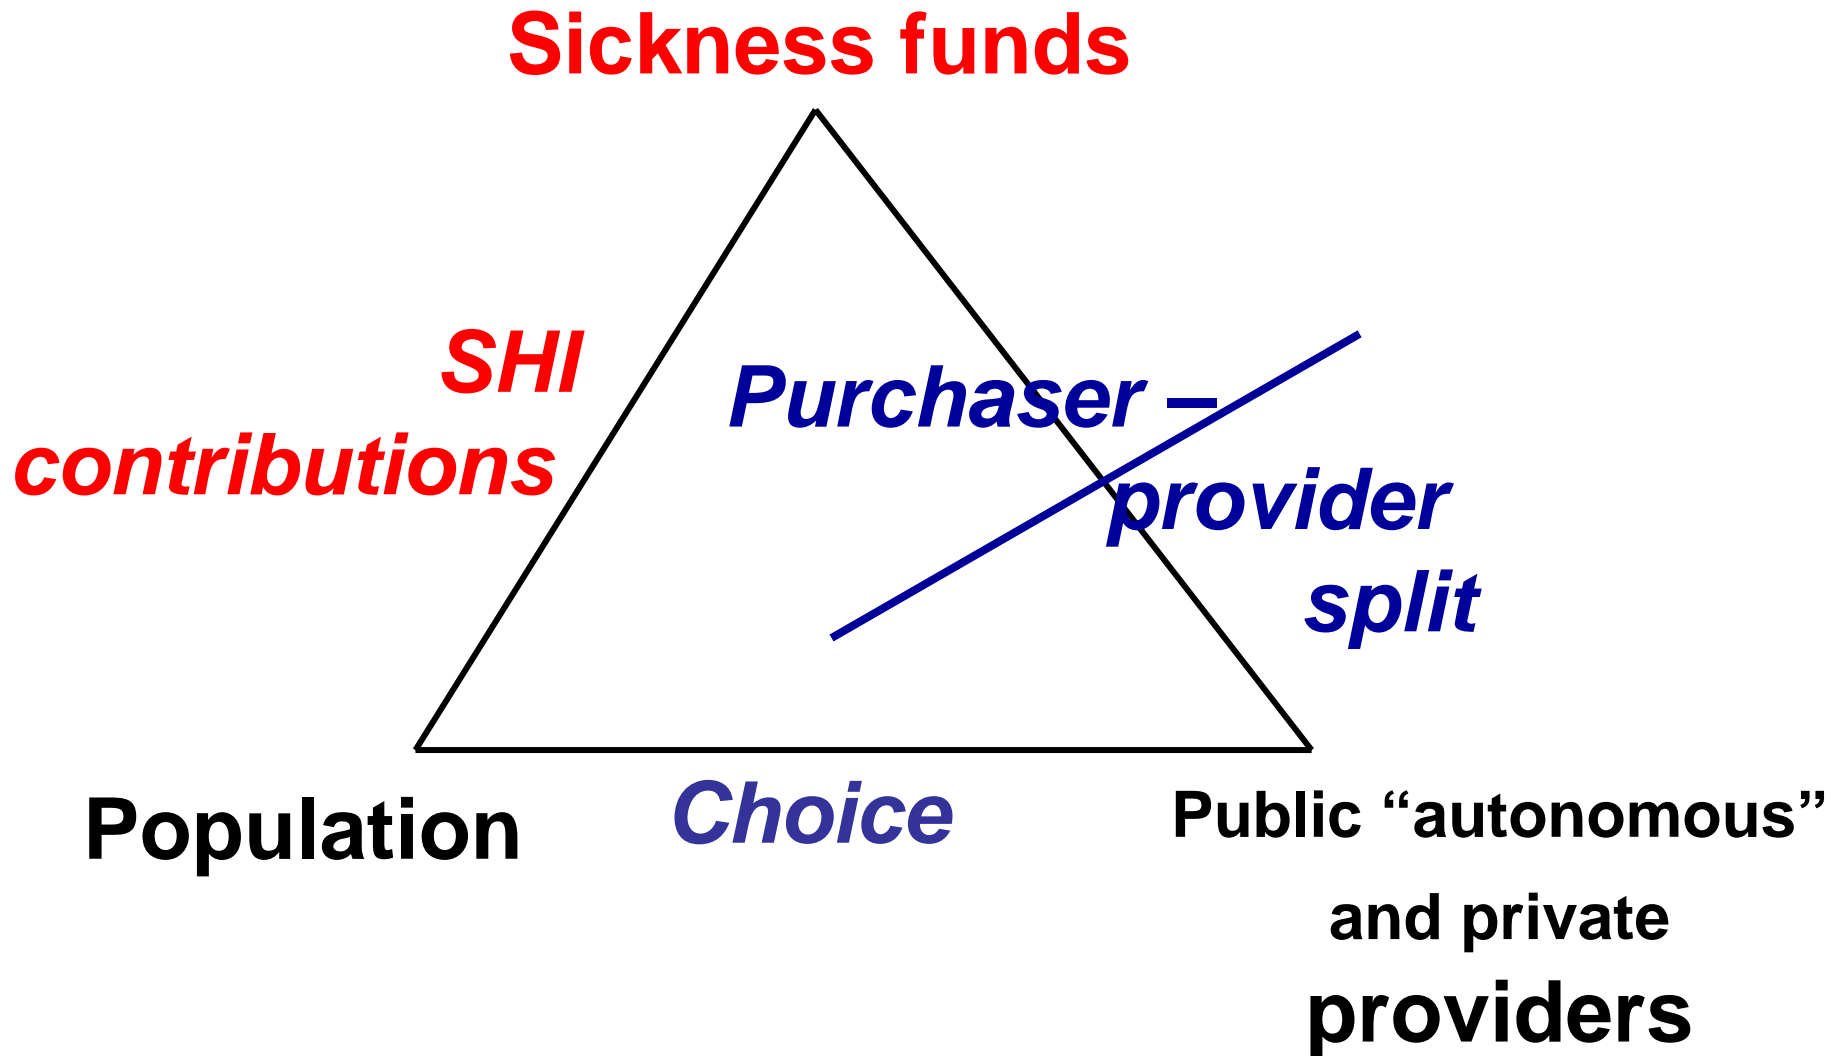 Sickness funds
SHI
contributions
Purchaser –
provider
split
Population
Choice
Public “autonomous”
and private
providers